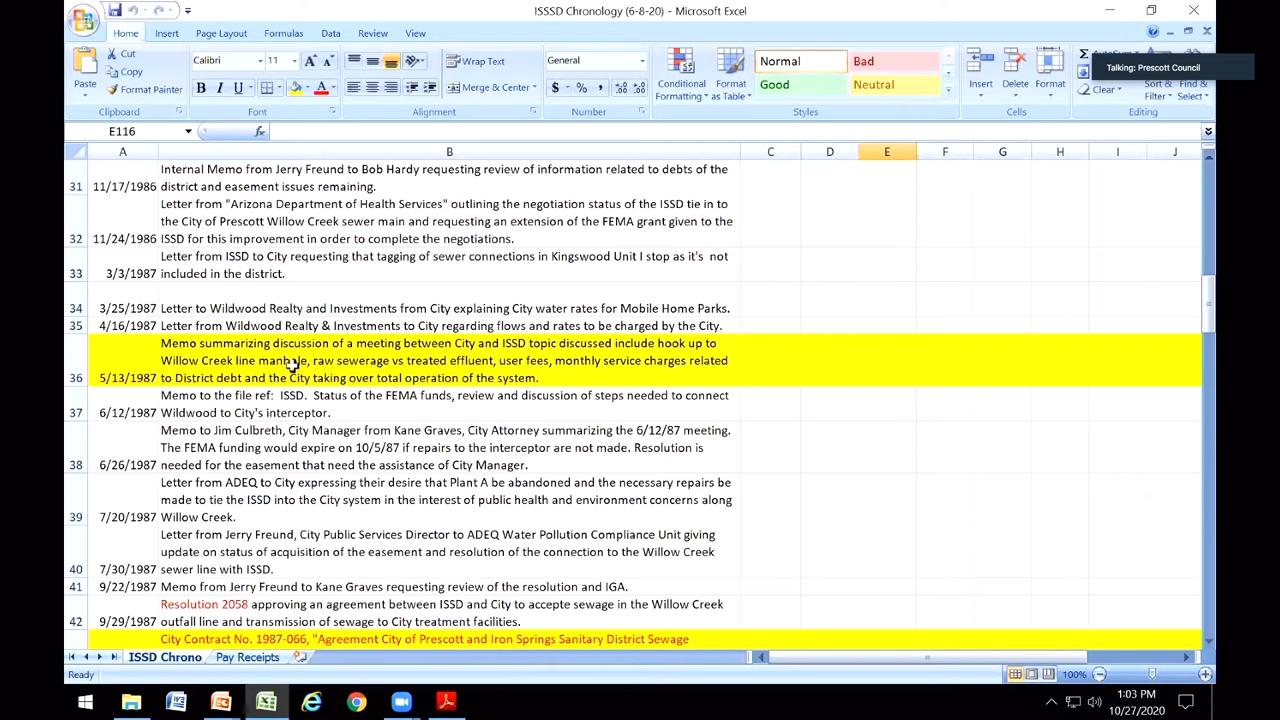 ISSSD Chronology (6-8-20) - Microsoft Excel
Home Insert Page Layout Formulas Data Review View
Cut
Copy
Format Painter
Paste
Clipboard
Calibri 11
B I U
Font
Wrap Text
Merge & Center
Alignment
General
$ % ,
Number
Conditional Formatting
Format as Table
Normal Bad
Good Neutral
Styles
Insert Delete Format
Cells
Clear
Sort & Filter
Find & Select
Editing
Talking: Prescott Council
E116
A B C D E F G H I J
Internal Memo from Jerry Freund to Bob Hardy requesting review of information related to debts of the
31 11/17/1986 district and easement issues remaining.
Letter from "Arizona Department of Health Services" outlining the negotiation status of the ISSD tie in to
the City of Prescott Willow Creek sewer main and requesting an extension of the FEMA grant given to the
32 11/24/1986 ISSD for this improvement in order to complete the negotiations.
Letter from ISSD to City requesting that tagging of sewer connections in Kingswood Unit I stop as it's not
33 3/3/1987 included in the district.
34 3/25/1987 Letter to Wildwood Realty and Investments from City explaining City water rates for Mobile Home Parks.
35 4/16/1987 Letter from Wildwood Realty & Investments to City regarding flows and rates to be charged by the City.
Memo summarizing discussion of a meeting between City and ISSD topic discussed include hook up to
Willow Creek line manhole, raw sewerage vs treated effluent, user fees, monthly service charges related
36 5/13/1987 to District debt and the City taking over total operation of the system.
Memo to the file ref: ISSD. Status of the FEMA funds, review and discussion of steps needed to connect
37 6/12/1987 Wildwood to City's interceptor.
Memo to Jim Culbreth, City Manager from Kane Graves, City Attorney summarizing the 6/12/87 meeting.
The FEMA funding would expire on 10/5/87 if repairs to the interceptor are not made. Resolution is
38 6/26/1987 needed for the easement that need the assistance of City Manager.
Letter from ADEQ to City expressing their desire that Plant A be abandoned and the necessary repairs be
made to tie the ISSD into the City system in the interest of public health and environment concerns along
39 7/20/1987 Willow Creek.
Letter from Jerry Freund, City Public Services Director to ADEQ Water Pollution Compliance Unit giving
update on status of acquisition of the easement and resolution of the connection to the Willow Creek
40 7/30/1987 sewer line with ISSD.
41 9/22/1987 Memo from Jerry Freund to Kane Graves requesting review of the resolution and IGA.
Resolution 2058 approving an agreement between ISSD and City to accepte sewage in the Willow Creek
42 9/29/1987 outfall line and transmission of sewage to City treatment facilities.
City Contract No. 1987-066, "Agreement City of Prescott and Iron Springs Sanitary District Sewage
ISSD Chrono Pay Receipts
Ready 100%
1:03 PM
10/27/2020